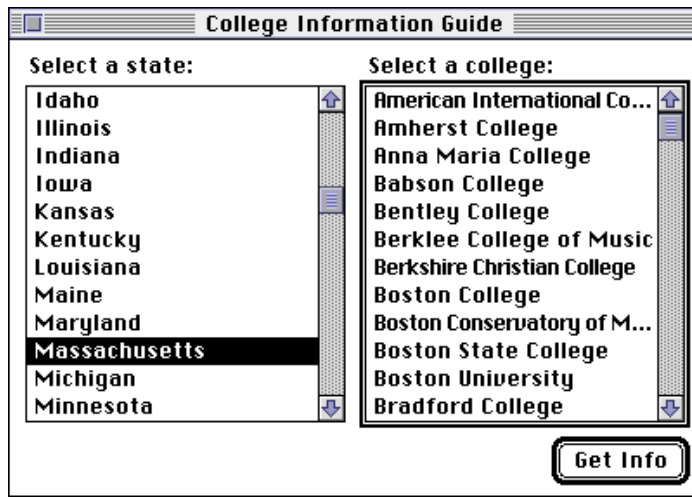 College Information Guide
Select a state:
Idaho
Illinois
Indiana
Iowa
Kansas
Kentucky
Louisiana
Maine
Maryland
Massachusetts
Michigan
Minnesota
Select a college:
American International Co...
Amherst College
Anna Maria College
Babson College
Bentley College
Berklee College of Music
Berkshire Christian College
Boston College
Boston Conservatory of M...
Boston State College
Boston University
Bradford College
Get Info